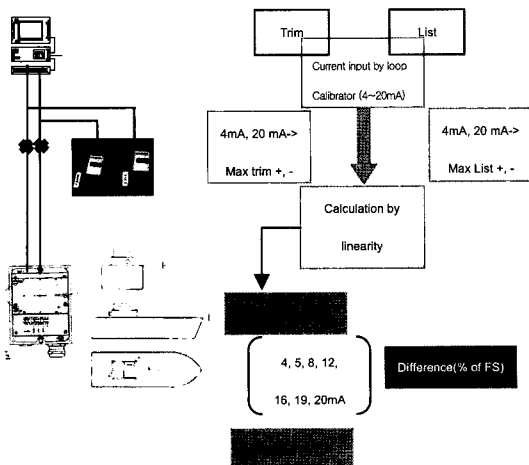 Trim
List
Current input by loop
Calibrator (4~20mA)
4mA, 20 mA->
Max trim +, -
4mA, 20 mA->
Max List +, -
Calculation by
linearity
4, 5, 8, 12,
16, 19, 20mA
Difference(% of FS)